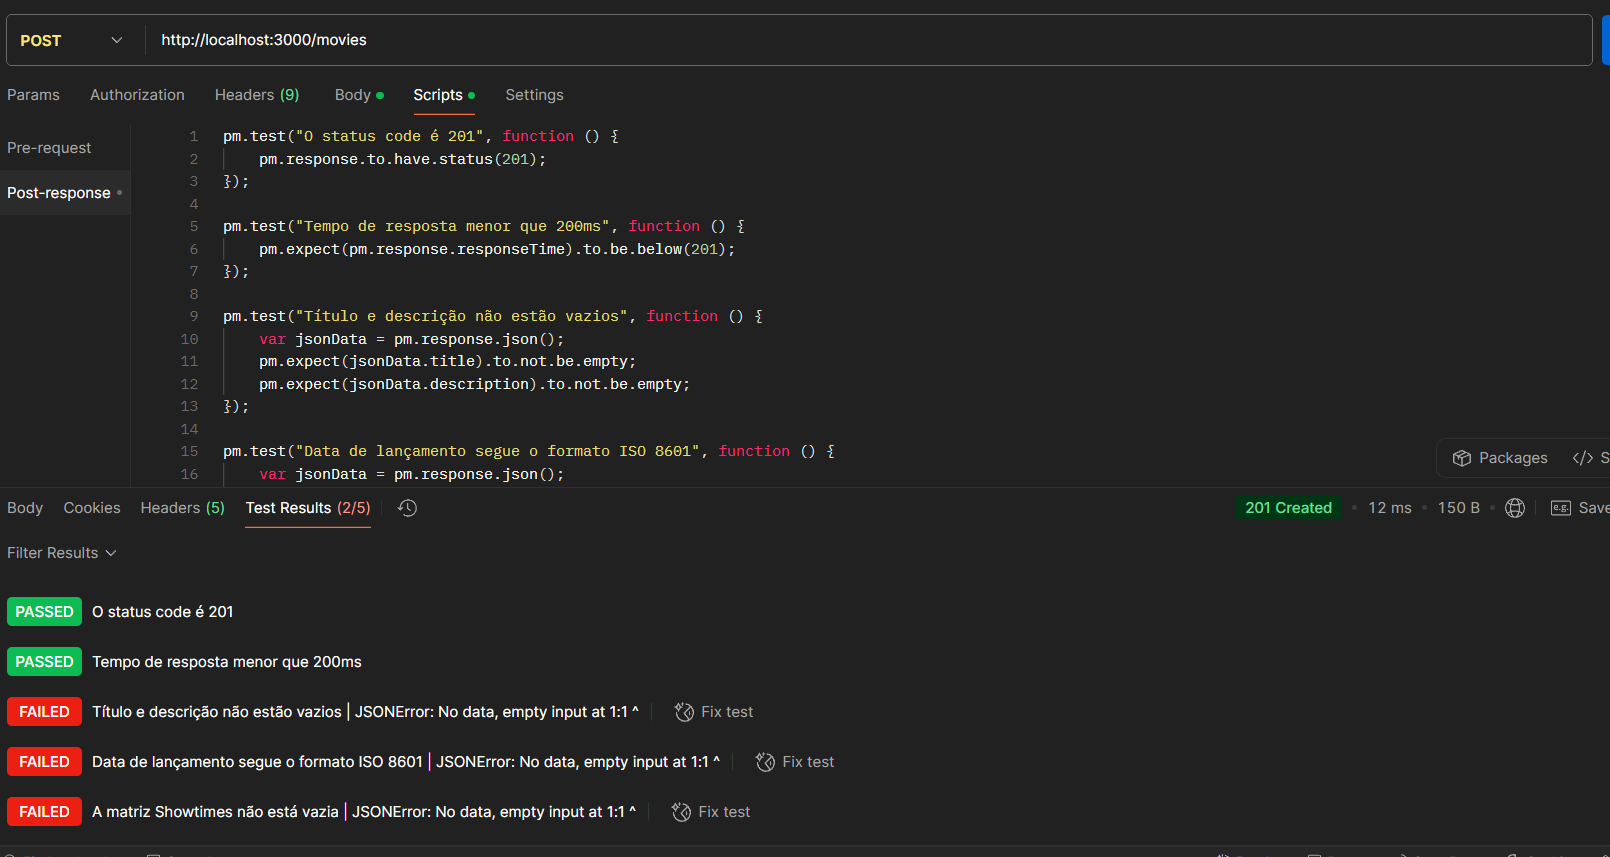 POST http://localhost:3000/movies
Params Authorization Headers (9) Body Scripts Settings
Pre-request
Post-response
1 pm.test("O status code é 201", function () {
2 pm.response.to.have.status(201);
3 });
4
5 pm.test("Tempo de resposta menor que 200ms", function () {
6 pm.expect(pm.response.responseTime).to.be.below(201);
7 });
8
9 pm.test("Título e descrição não estão vazios", function () {
10 var jsonData = pm.response.json();
11 pm.expect(jsonData.title).to.not.be.empty;
12 pm.expect(jsonData.description).to.not.be.empty;
13 });
14
15 pm.test("Data de lançamento segue o formato ISO 8601", function () {
16 var jsonData = pm.response.json();
Packages </> S
Body Cookies Headers (5) Test Results (2/5) 201 Created • 12 ms • 150 B • e.g. Save
Filter Results
PASSED O status code é 201
PASSED Tempo de resposta menor que 200ms
FAILED Título e descrição não estão vazios | JSONError: No data, empty input at 1:1 ^ Fix test
FAILED Data de lançamento segue o formato ISO 8601 | JSONError: No data, empty input at 1:1 ^ Fix test
FAILED A matriz Showtimes não está vazia | JSONError: No data, empty input at 1:1 ^ Fix test